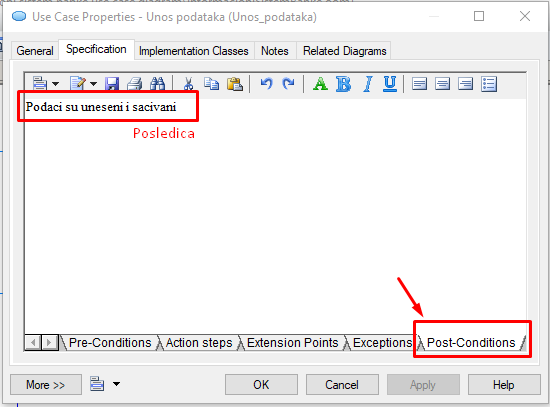 Use Case Properties - Unos podataka (Unos_podataka)
General Specification Implementation Classes Notes Related Diagrams
A B I U
Podaci su uneseni i sacivani
Posledica
Pre-Conditions Action steps Extension Points Exceptions Post-Conditions
More >> OK Cancel Apply Help